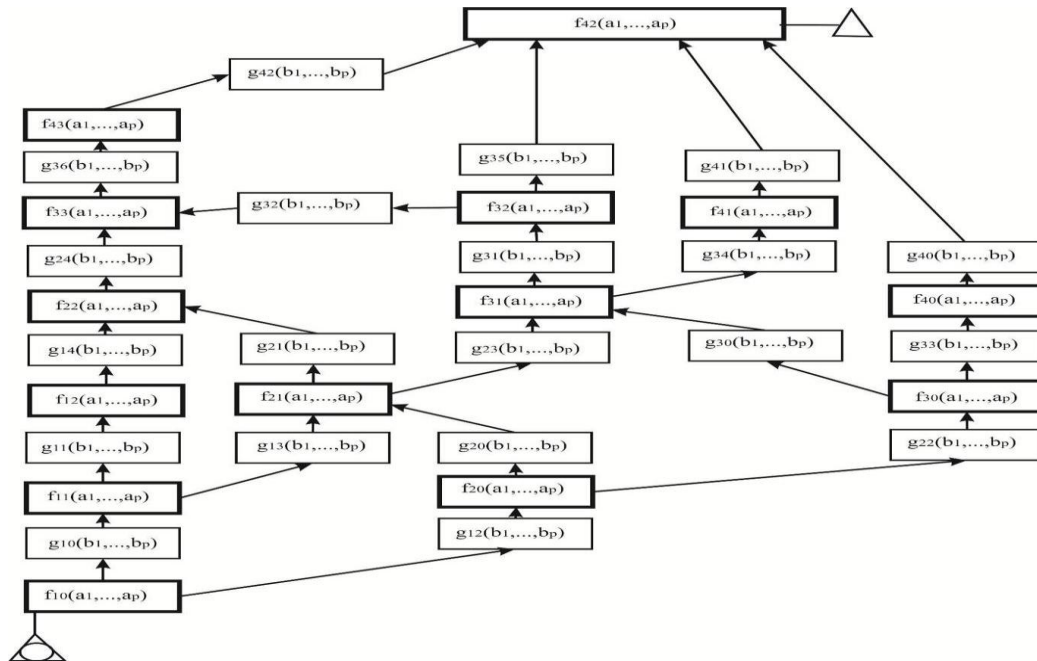 f42(a1,...,ap)
g42(b1,...,bp)
f43(a1,...,ap)
g36(b1,...,bp)
g35(b1,...,bp)
g41(b1,...,bp)
f33(a1,...,ap)
g32(b1,...,bp)
f32(a1,...,ap)
f41(a1,...,ap)
g24(b1,...,bp)
g31(b1,...,bp)
g34(b1,...,bp)
g40(b1,...,bp)
f22(a1,...,ap)
f31(a1,...,ap)
f40(a1,...,ap)
g14(b1,...,bp)
g21(b1,...,bp)
g23(b1,...,bp)
g30(b1,...,bp)
g33(b1,...,bp)
f12(a1,...,ap)
f21(a1,...,ap)
f30(a1,...,ap)
g11(b1,...,bp)
g13(b1,...,bp)
g20(b1,...,bp)
g22(b1,...,bp)
f11(a1,...,ap)
f20(a1,...,ap)
g10(b1,...,bp)
g12(b1,...,bp)
f10(a1,...,ap)